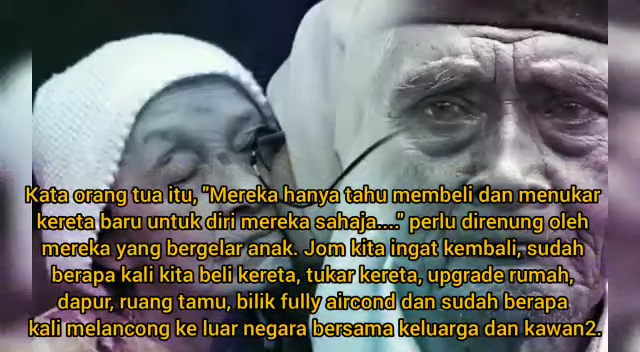 Kata orang tua itu, "Mereka hanya tahu membeli dan menukar
kereta baru untuk diri mereka sahaja...." perlu direnung oleh
mereka yang bergelar anak. Jom kita ingat kembali, sudah
berapa kali kita beli kereta, tukar kereta, upgrade rumah,
dapur, ruang tamu, bilik fully aircond dan sudah berapa
kali melancong ke luar negara bersama keluarga dan kawan2.